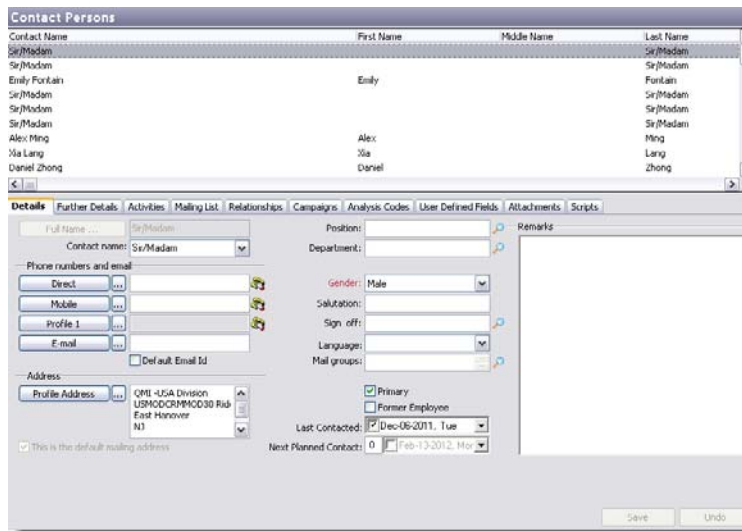 Contact Persons
Contact Name First Name Middle Name Last Name
Sir/Madam Sir/Madam
Sir/Madam Sir/Madam
Emily Fontain Emily Fontain
Sir/Madam Sir/Madam
Sir/Madam Sir/Madam
Sir/Madam Sir/Madam
Alex Ming Alex Ming
Xia Lang Xia Lang
Daniel Zhong Daniel Zhong
Details Further Details Activities Mailing List Relationships Campaigns Analysis Codes User Defined Fields Attachments Scripts
Full Name ... Sir/Madam Position: Remarks
Contact name: Sir/Madam Department:
Phone numbers and email
Direct ... Gender: Male
Mobile ... Salutation:
Profile 1 ... Sign off:
E-mail ... Language:
Default Email Id Mail groups: ...
Address
Profile Address ... QMI -USA Division Primary
USMODCRMMOD30 Rid Former Employee
East Hanover
NJ Last Contacted: Dec-06-2011, Tue
This is the default mailing address Next Planned Contact: 0 Feb-13-2012, Mor
Save Undo